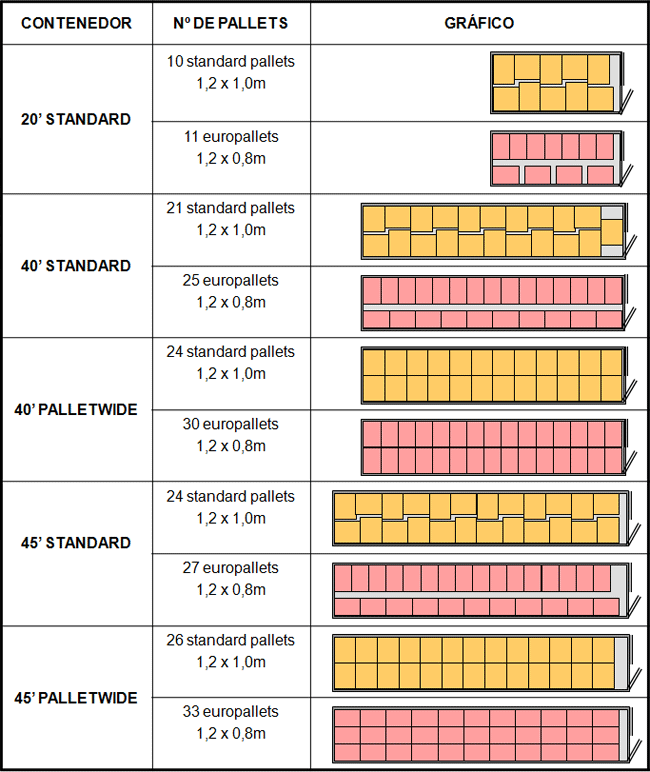 CONTENEDOR
Nº DE PALLETS
GRÁFICO
20’ STANDARD
10 standard pallets
1,2 x 1,0m
11 europallets
1,2 x 0,8m
40’ STANDARD
21 standard pallets
1,2 x 1,0m
25 europallets
1,2 x 0,8m
40’ PALLETWIDE
24 standard pallets
1,2 x 1,0m
30 europallets
1,2 x 0,8m
45’ STANDARD
24 standard pallets
1,2 x 1,0m
27 europallets
1,2 x 0,8m
45’ PALLETWIDE
26 standard pallets
1,2 x 1,0m
33 europallets
1,2 x 0,8m